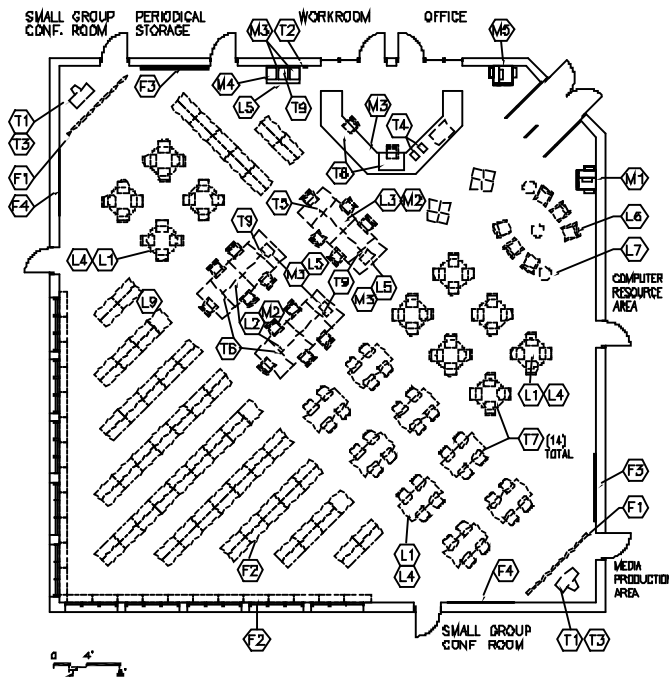 SMALL GROUP
CONF. ROOM
PERIODICAL
STORAGE
WORKROOM
OFFICE
M3
T2
M5
F3
M4
L5
T9
T1
T3
M3
T4
T8
F1
F4
M1
T5
L3
M2
L6
T9
L7
L4
L1
M3
L5
T9
M3
L5
COMPUTER
RESOURCE
AREA
L9
L2
M2
T6
L1
L4
T7
(14)
TOTAL
F3
F1
F2
L1
L4
F4
MEDIA
PRODUCTION
AREA
F2
SMALL GROUP
CONF ROOM
T1
T3
0 4'